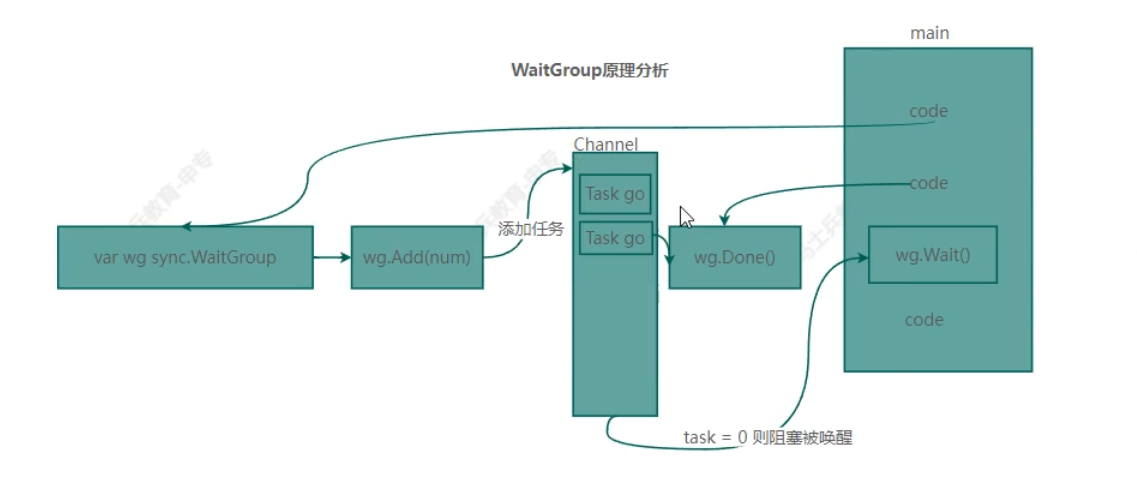 main
WaitGroup原理分析
code
Channel
Task go
code
添加任务
Task go
var wg sync.WaitGroup
wg.Add(num)
wg.Done()
wg.Wait()
code
task = 0 则阻塞被唤醒